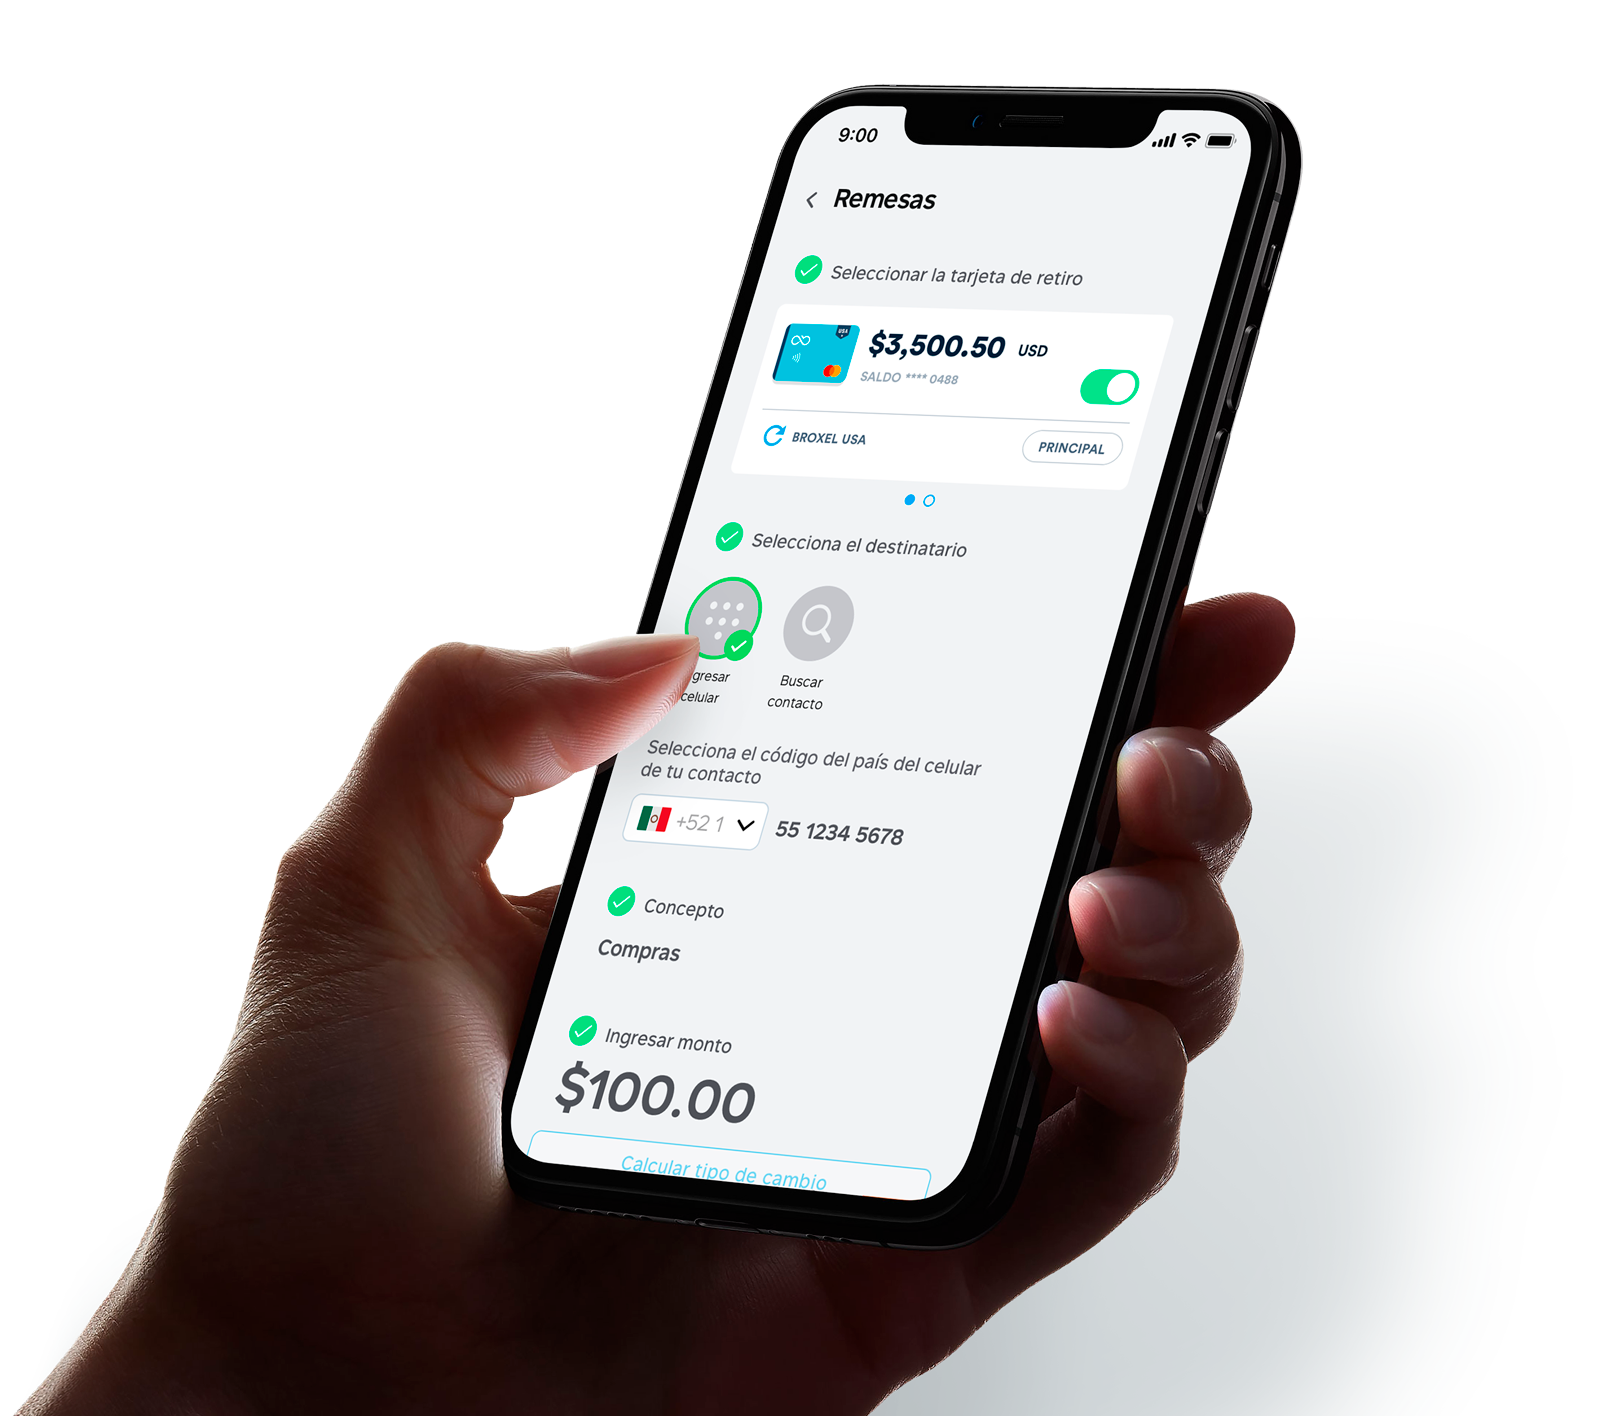 9:00
Remesas
Seleccionar la tarjeta de retiro
USA
$3,500.50 USD
SALDO **** 0488
BROXEL USA
PRINCIPAL
Selecciona el destinatario
gresar
celular
Buscar
contacto
Selecciona el código del país del celular
de tu contacto
+52 1
55 1234 5678
Concepto
Compras
Ingresar monto
$100.00
Calcular tipo de cambio